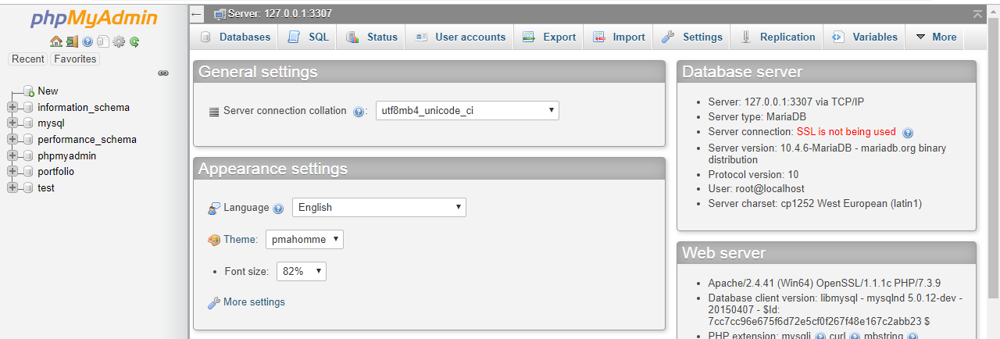 phpMyAdmin
Recent Favorites
New
information_schema
mysql
performance_schema
phpmyadmin
portfolio
test
Server: 127.0.0.1:3307
Databases SQL Status User accounts Export Import Settings Replication Variables More
General settings
Server connection collation : utf8mb4_unicode_ci
Appearance settings
Language English
Theme: pmahomme
Font size: 82%
More settings
Database server
Server: 127.0.0.1:3307 via TCP/IP
Server type: MariaDB
Server connection: SSL is not being used
Server version: 10.4.6-MariaDB - mariadb.org binary
distribution
Protocol version: 10
User: root@localhost
Server charset: cp1252 West European (latin1)
Web server
Apache/2.4.41 (Win64) OpenSSL/1.1.1c PHP/7.3.9
Database client version: libmysql - mysqlnd 5.0.12-dev -
20150407 - $Id:
7cc7cc96e675f6d72e5cf0f267f48e167c2abb23 $
PHP extension: mysqli curl mbstring